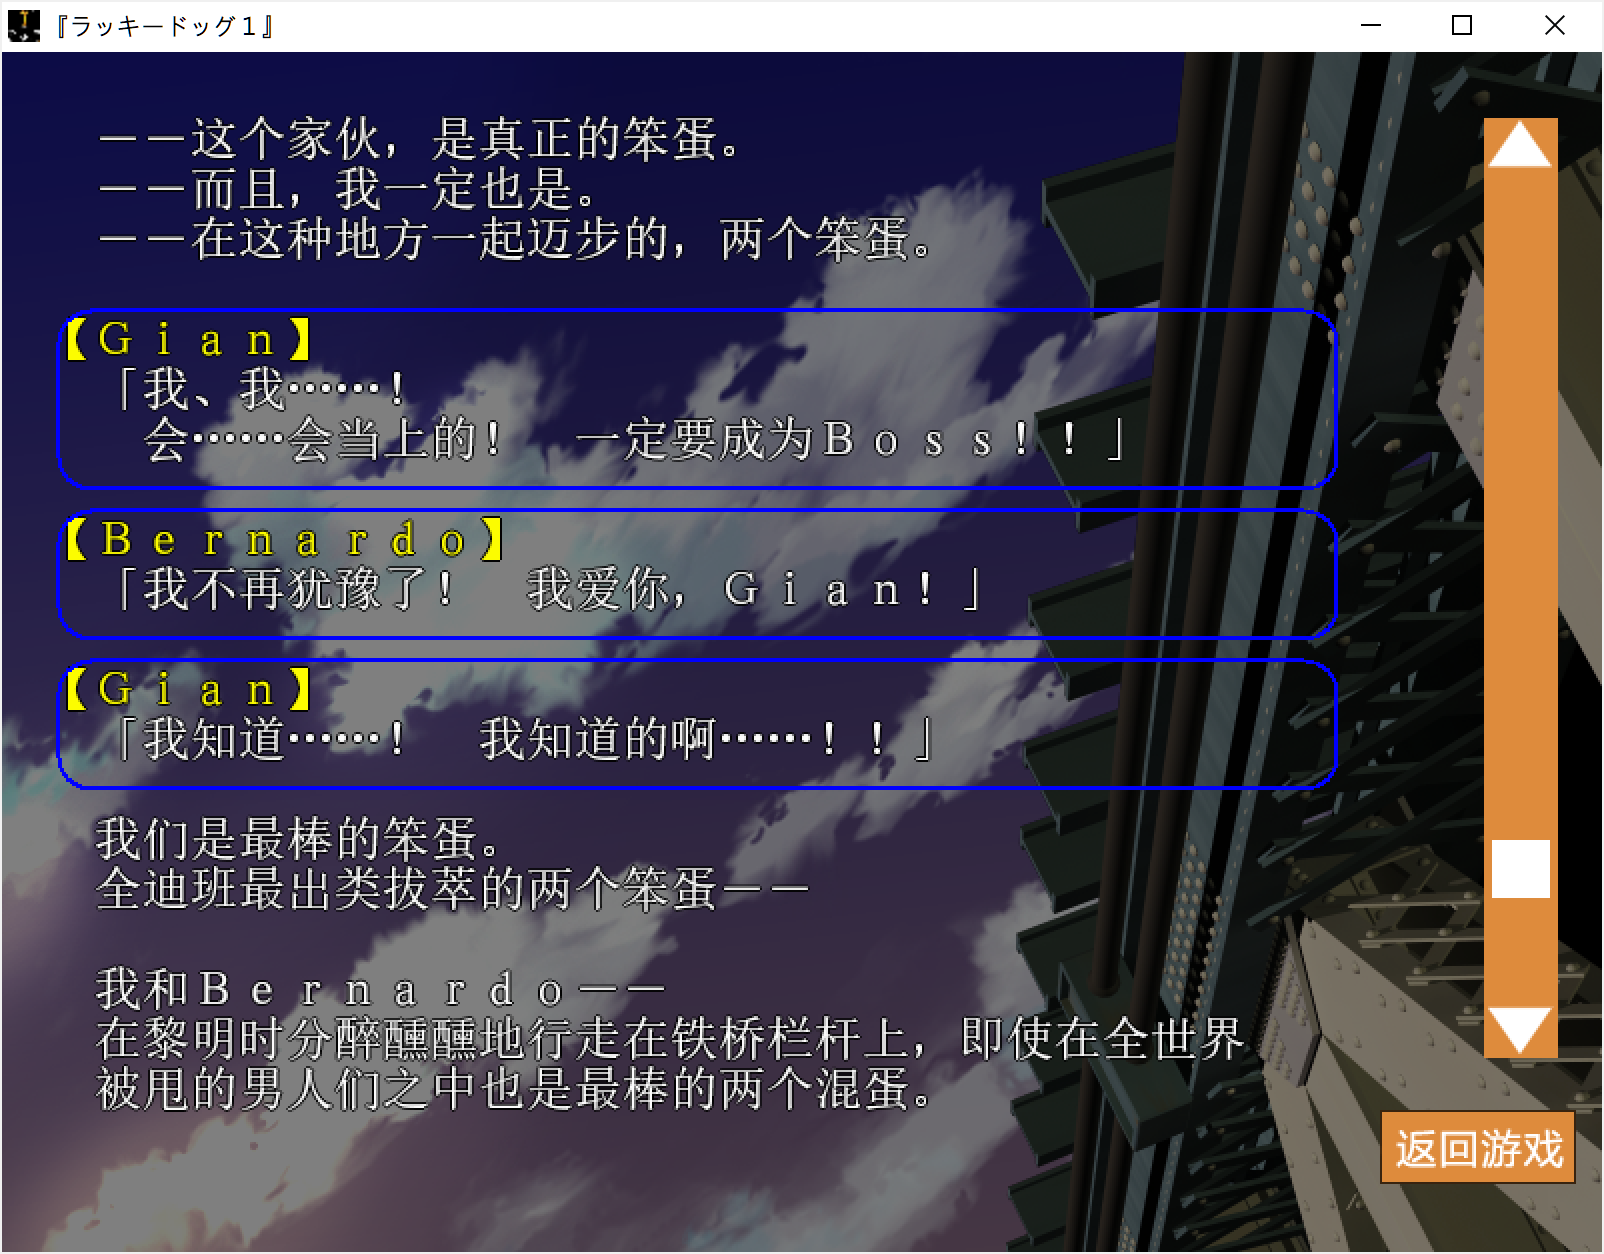 『ラッキードッグ１』
――这个家伙，是真正的笨蛋。
――而且，我一定也是。
――在这种地方一起迈步的，两个笨蛋。
【Ｇｉａｎ】
「我、我……！
会……会当上的！　一定要成为Ｂｏｓｓ！！」
【Ｂｅｒｎａｒｄｏ】
「我不再犹豫了！　我爱你，Ｇｉａｎ！」
【Ｇｉａｎ】
「我知道……！　我知道的啊……！！」
我们是最棒的笨蛋。
全迪班最出类拔萃的两个笨蛋――
我和Ｂｅｒｎａｒｄｏ――
在黎明时分醉醺醺地行走在铁桥栏杆上，即使在全世界
被甩的男人们之中也是最棒的两个混蛋。
返回游戏